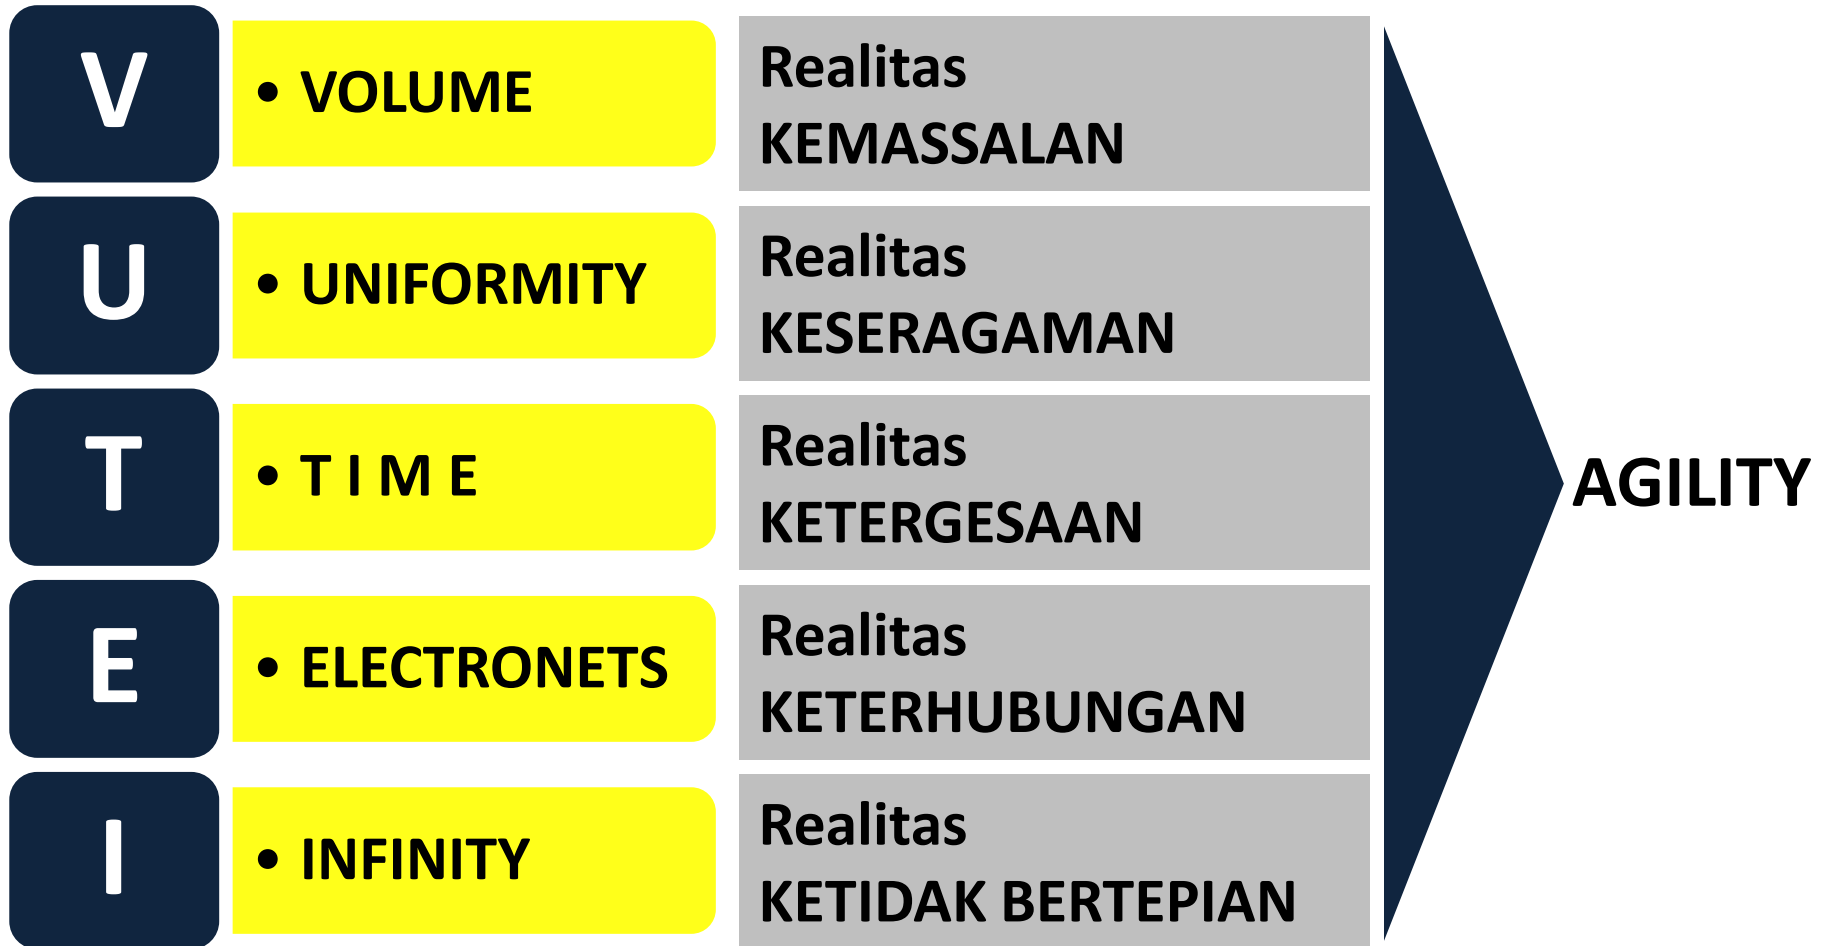 V
• VOLUME
Realitas
KEMASSALAN
U
• UNIFORMITY
Realitas
KESERAGAMAN
T
• T I M E
Realitas
KETERGESAAN
E
• ELECTRONETS
Realitas
KETERHUBUNGAN
I
• INFINITY
Realitas
KETIDAK BERTEPIAN
AGILITY